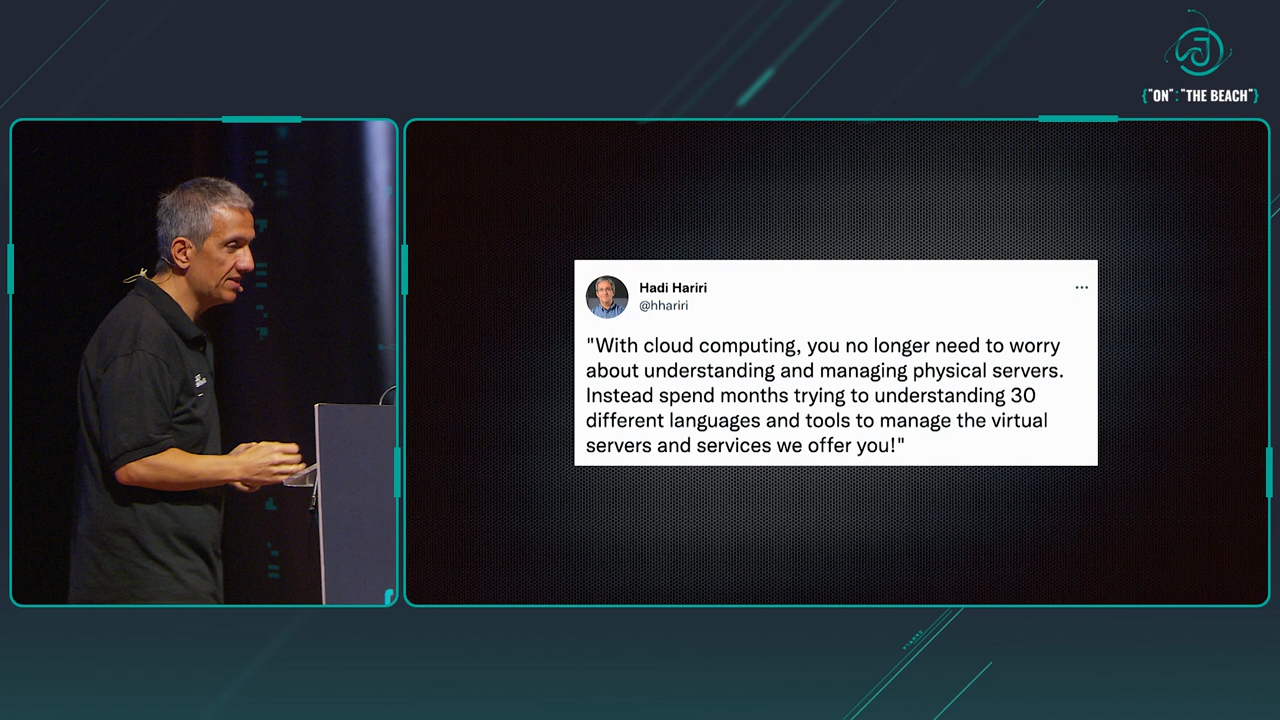 {"ON":"THE BEACH"}
Hadi Hariri
@hhariri
"With cloud computing, you no longer need to worry
about understanding and managing physical servers.
Instead spend months trying to understanding 30
different languages and tools to manage the virtual
servers and services we offer you!"